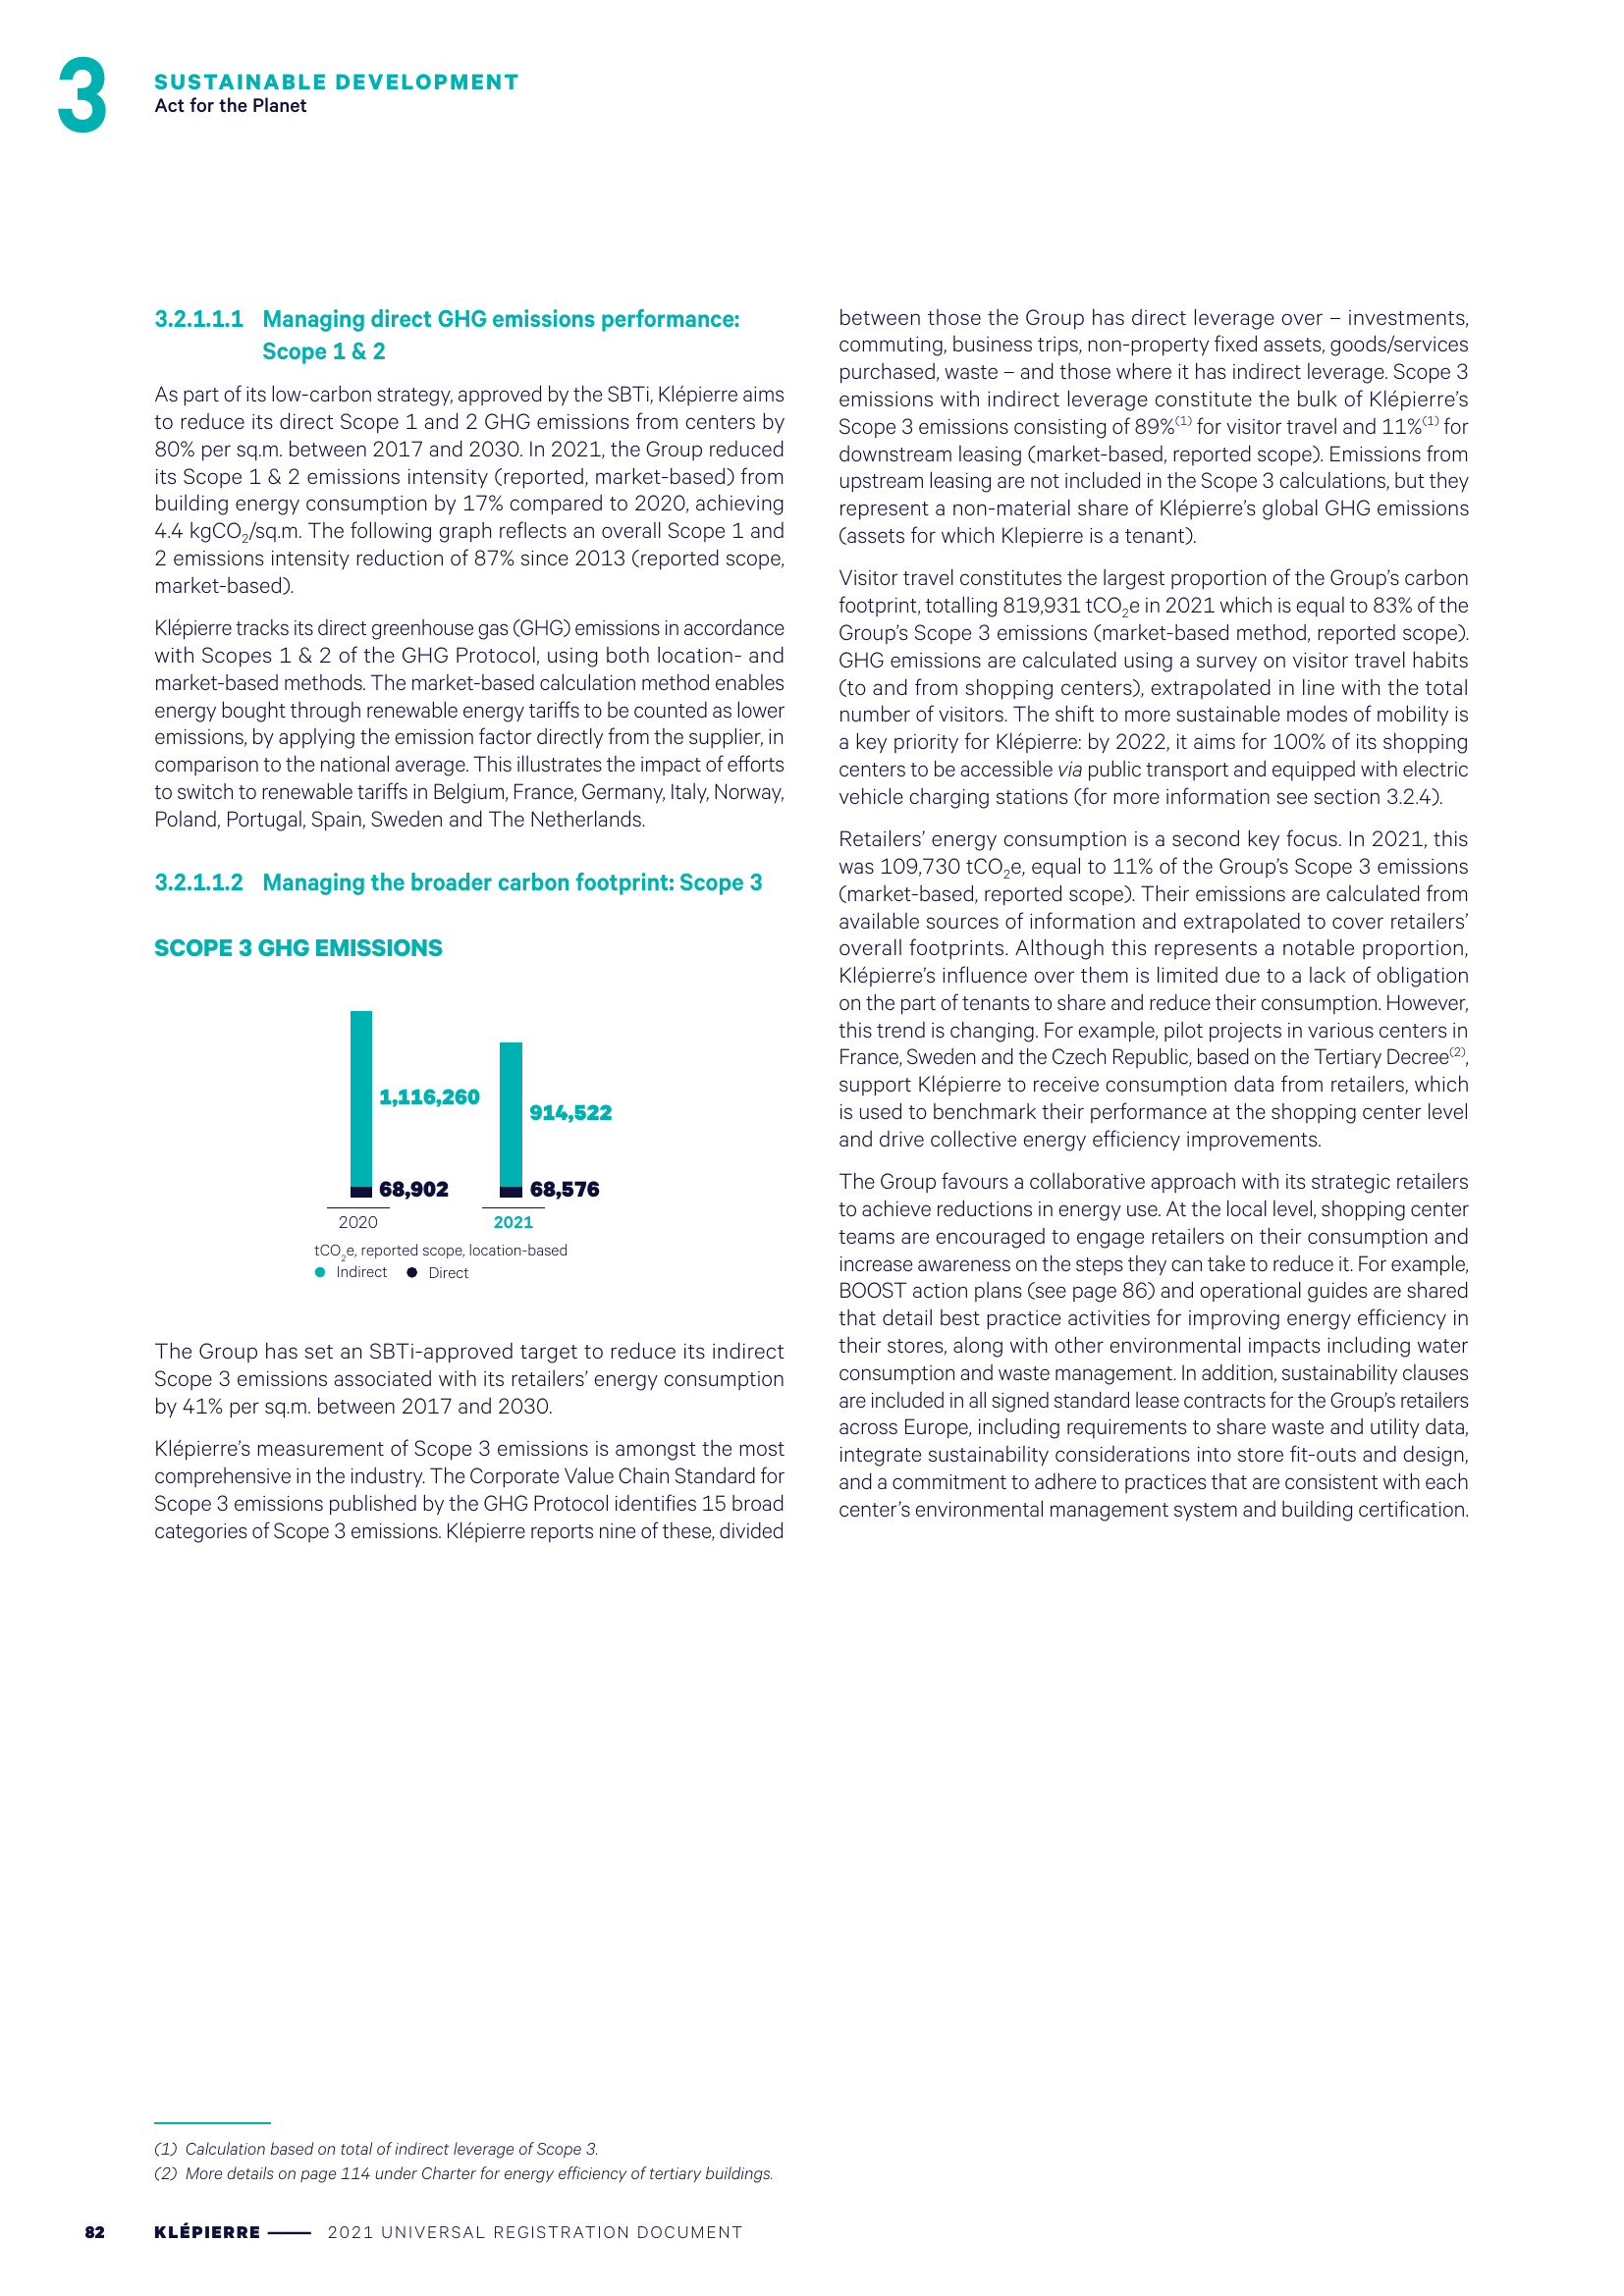 3
SUSTAINABLE DEVELOPMENT
Act for the Planet
3.2.1.1.1 Managing direct GHG emissions performance:
Scope 1 & 2
As part of its low-carbon strategy, approved by the SBTi, Klépierre aims
to reduce its direct Scope 1 and 2 GHG emissions from centers by
80% per sq.m. between 2017 and 2030. In 2021, the Group reduced
its Scope 1 & 2 emissions intensity (reported, market-based) from
building energy consumption by 17% compared to 2020, achieving
4.4 kgCO2/sq.m. The following graph reflects an overall Scope 1 and
2 emissions intensity reduction of 87% since 2013 (reported scope,
market-based).
Klépierre tracks its direct greenhouse gas (GHG) emissions in accordance
with Scopes 1 & 2 of the GHG Protocol, using both location- and
market-based methods. The market-based calculation method enables
energy bought through renewable energy tariffs to be counted as lower
emissions, by applying the emission factor directly from the supplier, in
comparison to the national average. This illustrates the impact of efforts
to switch to renewable tariffs in Belgium, France, Germany, Italy, Norway,
Poland, Portugal, Spain, Sweden and The Netherlands.
3.2.1.1.2 Managing the broader carbon footprint: Scope 3
SCOPE 3 GHG EMISSIONS
1,116,260
914,522
68,902
68,576
2020
2021
tCO2e, reported scope, location-based
Indirect Direct
The Group has set an SBTi-approved target to reduce its indirect
Scope 3 emissions associated with its retailers’ energy consumption
by 41% per sq.m. between 2017 and 2030.
Klépierre’s measurement of Scope 3 emissions is amongst the most
comprehensive in the industry. The Corporate Value Chain Standard for
Scope 3 emissions published by the GHG Protocol identifies 15 broad
categories of Scope 3 emissions. Klépierre reports nine of these, divided
between those the Group has direct leverage over – investments,
commuting, business trips, non-property fixed assets, goods/services
purchased, waste – and those where it has indirect leverage. Scope 3
emissions with indirect leverage constitute the bulk of Klépierre’s
Scope 3 emissions consisting of 89%(1) for visitor travel and 11%(1) for
downstream leasing (market-based, reported scope). Emissions from
upstream leasing are not included in the Scope 3 calculations, but they
represent a non-material share of Klépierre’s global GHG emissions
(assets for which Klepierre is a tenant).
Visitor travel constitutes the largest proportion of the Group’s carbon
footprint, totalling 819,931 tCO2e in 2021 which is equal to 83% of the
Group’s Scope 3 emissions (market-based method, reported scope).
GHG emissions are calculated using a survey on visitor travel habits
(to and from shopping centers), extrapolated in line with the total
number of visitors. The shift to more sustainable modes of mobility is
a key priority for Klépierre: by 2022, it aims for 100% of its shopping
centers to be accessible via public transport and equipped with electric
vehicle charging stations (for more information see section 3.2.4).
Retailers’ energy consumption is a second key focus. In 2021, this
was 109,730 tCO2e, equal to 11% of the Group’s Scope 3 emissions
(market-based, reported scope). Their emissions are calculated from
available sources of information and extrapolated to cover retailers’
overall footprints. Although this represents a notable proportion,
Klépierre’s influence over them is limited due to a lack of obligation
on the part of tenants to share and reduce their consumption. However,
this trend is changing. For example, pilot projects in various centers in
France, Sweden and the Czech Republic, based on the Tertiary Decree(2),
support Klépierre to receive consumption data from retailers, which
is used to benchmark their performance at the shopping center level
and drive collective energy efficiency improvements.
The Group favours a collaborative approach with its strategic retailers
to achieve reductions in energy use. At the local level, shopping center
teams are encouraged to engage retailers on their consumption and
increase awareness on the steps they can take to reduce it. For example,
BOOST action plans (see page 86) and operational guides are shared
that detail best practice activities for improving energy efficiency in
their stores, along with other environmental impacts including water
consumption and waste management. In addition, sustainability clauses
are included in all signed standard lease contracts for the Group’s retailers
across Europe, including requirements to share waste and utility data,
integrate sustainability considerations into store fit-outs and design,
and a commitment to adhere to practices that are consistent with each
center’s environmental management system and building certification.
(1) Calculation based on total of indirect leverage of Scope 3.
(2) More details on page 114 under Charter for energy efficiency of tertiary buildings.
82 KLÉPIERRE 2021 UNIVERSAL REGISTRATION DOCUMENT